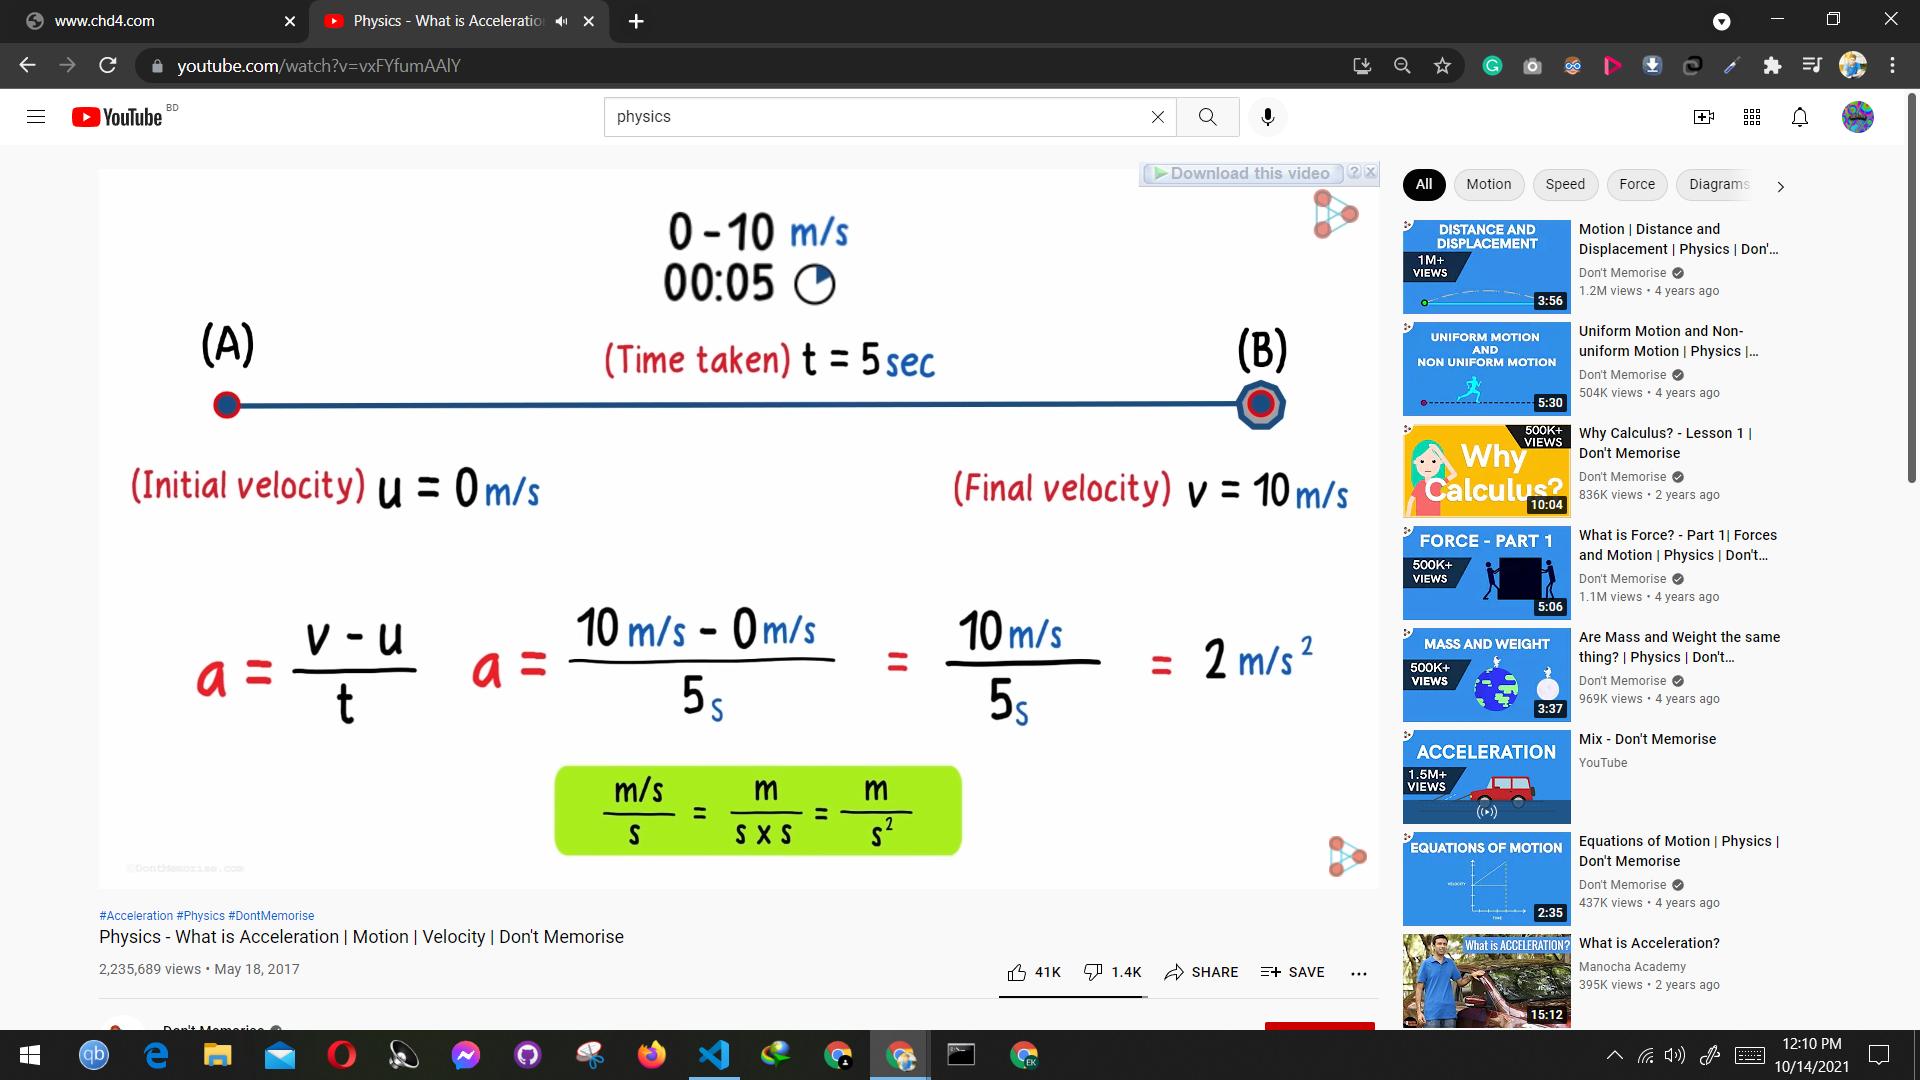 www.chd4.com
Physics - What is Acceleratio
youtube.com/watch?v=vxFYfumAAlY
YouTube BD
physics
Download this video
0 - 10 m/s
00:05
(A)
(Time taken) t = 5 sec
(B)
(Initial velocity) u = 0 m/s
(Final velocity) v = 10 m/s
a = v - u / t
a = 10 m/s - 0 m/s / 5 s = 10 m/s / 5 s = 2 m/s²
m/s / s = m / s x s = m / s²
©DontMemorise.com
#Acceleration #Physics #DontMemorise
Physics - What is Acceleration | Motion | Velocity | Don't Memorise
2,235,689 views • May 18, 2017
41K 1.4K SHARE SAVE
Don't Memorise
All Motion Speed Force Diagrams
DISTANCE AND
DISPLACEMENT
1M+
VIEWS
3:56
Motion | Distance and
Displacement | Physics | Don'...
Don't Memorise
1.2M views • 4 years ago
UNIFORM MOTION
AND
NON UNIFORM MOTION
5:30
Uniform Motion and Non-
uniform Motion | Physics |...
Don't Memorise
504K views • 4 years ago
500K+
VIEWS
Why
Calculus?
10:04
Why Calculus? - Lesson 1 |
Don't Memorise
Don't Memorise
836K views • 2 years ago
FORCE - PART 1
500K+
VIEWS
5:06
What is Force? - Part 1| Forces
and Motion | Physics | Don't...
Don't Memorise
1.1M views • 4 years ago
MASS AND WEIGHT
500K+
VIEWS
3:37
Are Mass and Weight the same
thing? | Physics | Don't...
Don't Memorise
969K views • 4 years ago
ACCELERATION
1.5M+
VIEWS
Mix - Don't Memorise
YouTube
EQUATIONS OF MOTION
VELOCITY
TIME
2:35
Equations of Motion | Physics |
Don't Memorise
Don't Memorise
437K views • 4 years ago
What is ACCELERATION?
15:12
What is Acceleration?
Manocha Academy
395K views • 2 years ago
qb
EK
12:10 PM
10/14/2021